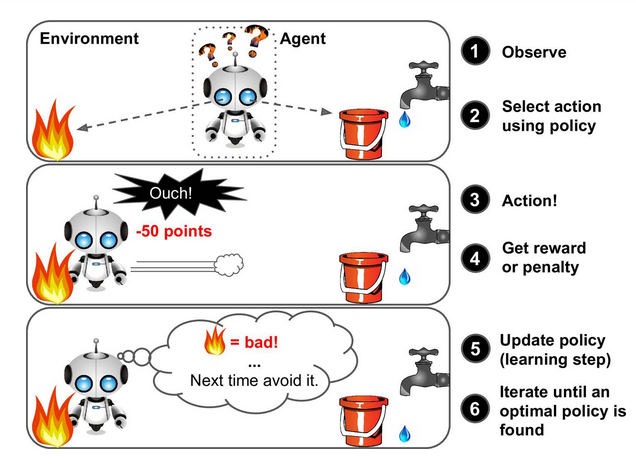 Environment
Agent
? ? ?
1 Observe
2 Select action
using policy
Ouch!
-50 points
3 Action!
4 Get reward
or penalty
= bad!
...
Next time avoid it.
5 Update policy
(learning step)
6 Iterate until an
optimal policy is
found